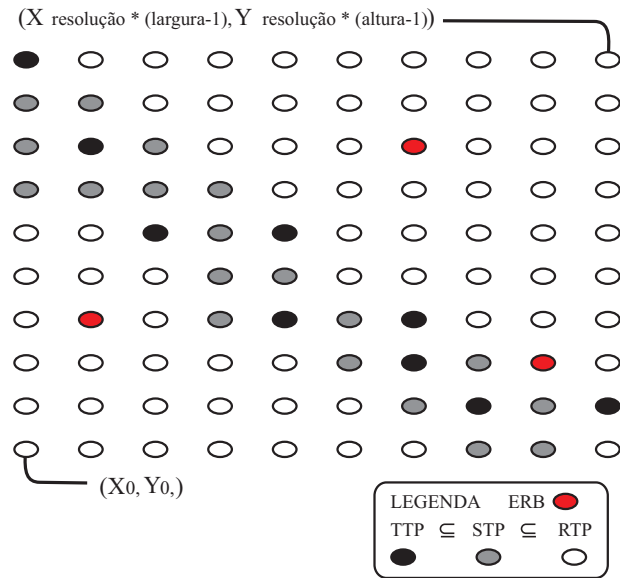 (X resolução * (largura-1), Y resolução * (altura-1))
(X0, Y0,)
LEGENDA ERB
TTP ⊆ STP ⊆ RTP